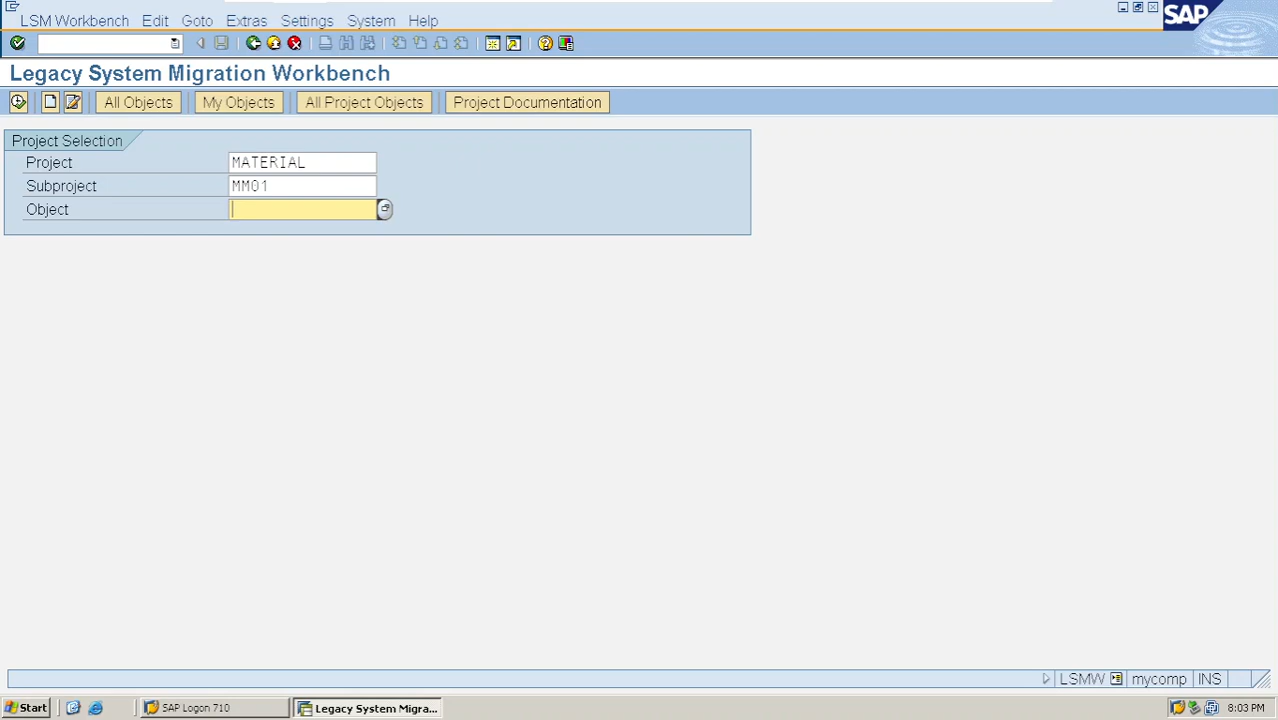 LSM Workbench Edit Goto Extras Settings System Help
SAP
Legacy System Migration Workbench
All Objects My Objects All Project Objects Project Documentation
Project Selection
Project MATERIAL
Subproject MM01
Object
LSMW mycomp INS
Start SAP Logon 710 Legacy System Migra... 8:03 PM